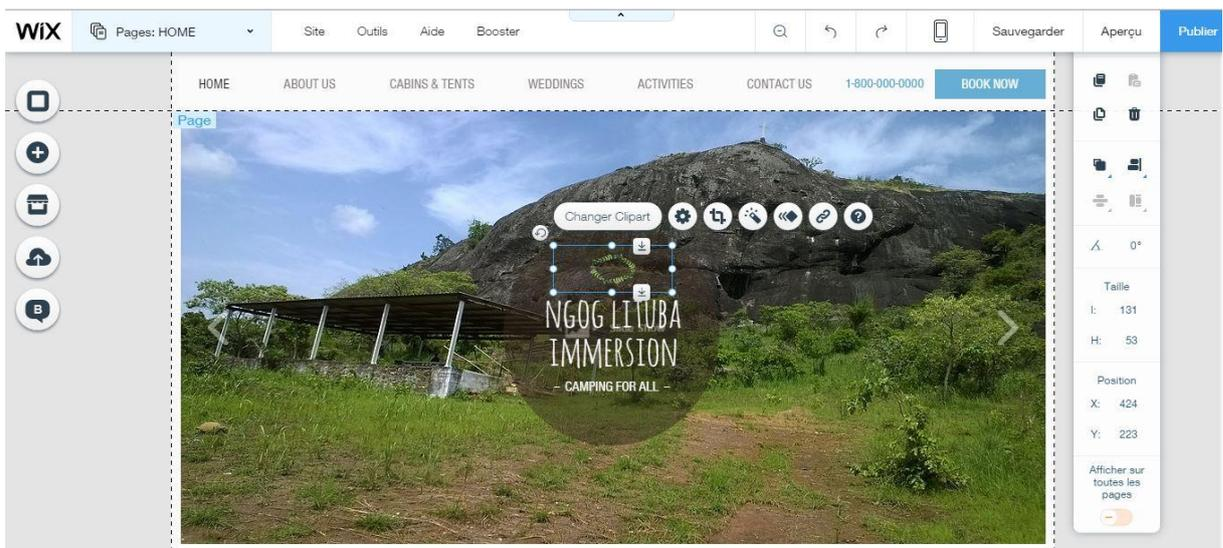 WiX Pages: HOME Site Outils Aide Booster Sauvegarder Aperçu Publier
HOME ABOUT US CABINS & TENTS WEDDINGS ACTIVITIES CONTACT US 1-800-000-0000 BOOK NOW
Page
Changer Clipart
NGOG LITUBA
IMMERSION
– CAMPING FOR ALL –
0°
Taille
l: 131
H: 53
Position
X: 424
Y: 223
Afficher sur
toutes les
pages